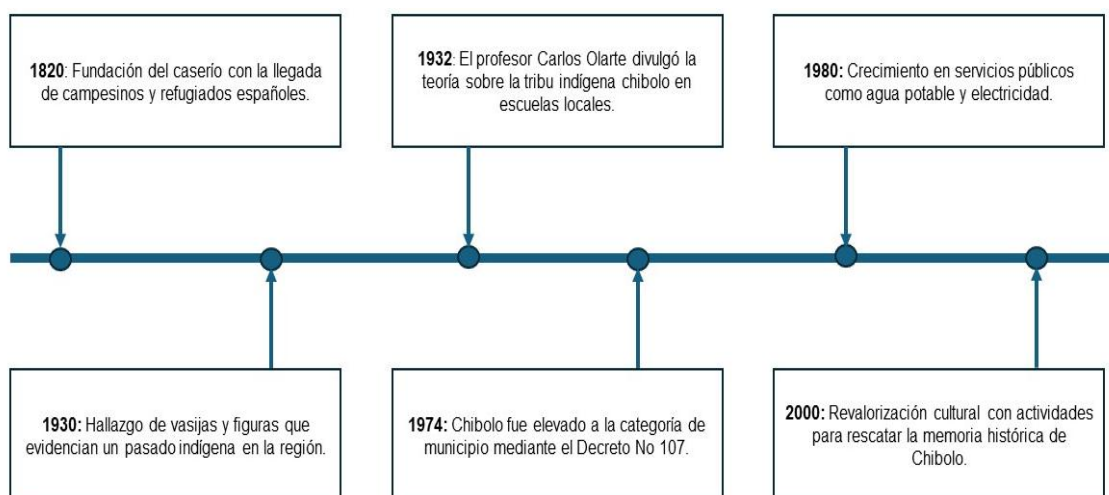 1820: Fundación del caserío con la llegada
de campesinos y refugiados españoles.
1932: El profesor Carlos Olarte divulgó la
teoría sobre la tribu indígena chibolo en
escuelas locales.
1980: Crecimiento en servicios públicos
como agua potable y electricidad.
1930: Hallazgo de vasijas y figuras que
evidencian un pasado indígena en la región.
1974: Chibolo fue elevado a la categoría de
municipio mediante el Decreto No 107.
2000: Revalorización cultural con actividades
para rescatar la memoria histórica de
Chibolo.